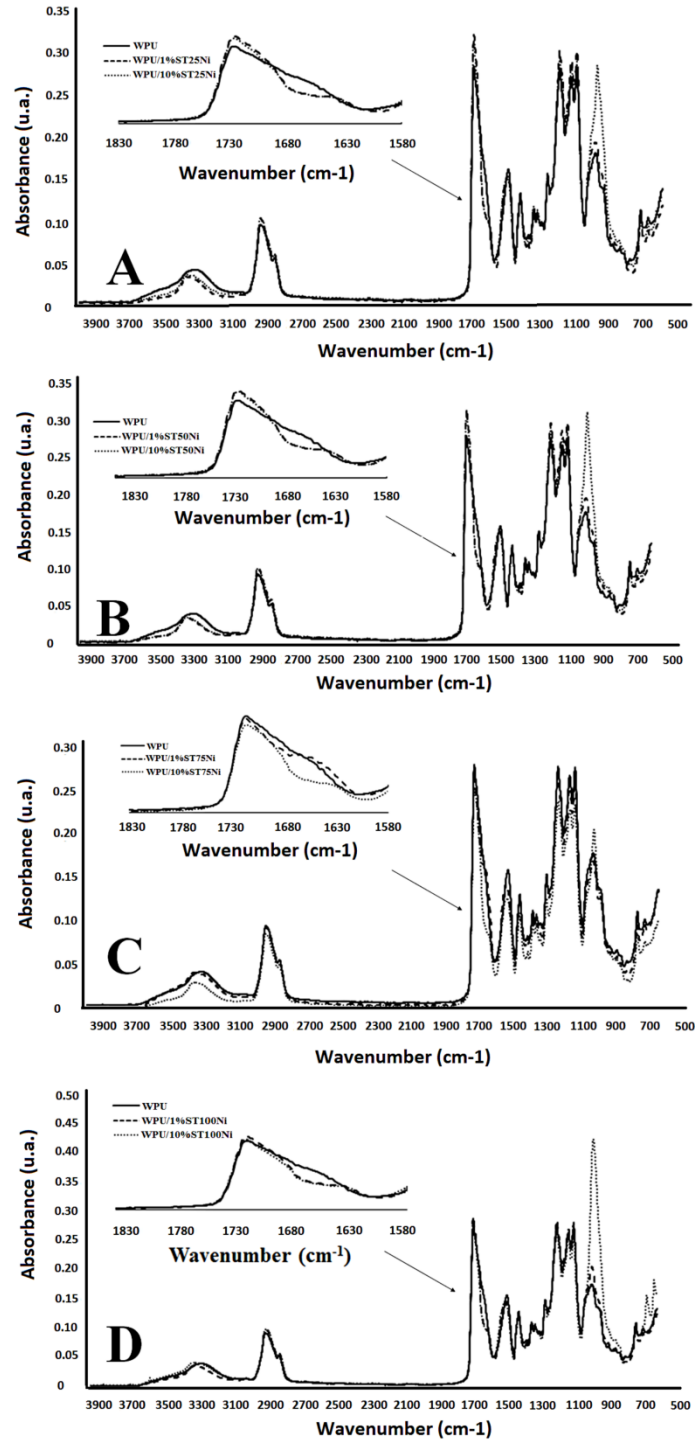 0.35
WPU
WPU/1%ST25Ni
WPU/10%ST25Ni
0.30
0.25
1830 1780 1730 1680 1630 1580
0.20
Wavenumber (cm-1)
0.15
0.10
0.05
0
Absorbance (u.a.)
A
3900 3700 3500 3300 3100 2900 2700 2500 2300 2100 1900 1700 1500 1300 1100 900 700 500
Wavenumber (cm-1)
0.35
WPU
WPU/1%ST50Ni
WPU/10%ST50Ni
0.30
0.25
1830 1780 1730 1680 1630 1580
Wavenumber (cm-1)
0.20
0.15
0.10
0.05
0
Absorbance (u.a.)
B
3900 3700 3500 3300 3100 2900 2700 2500 2300 2100 1900 1700 1500 1300 1100 900 700 500
Wavenumber (cm-1)
WPU
WPU/1%ST75Ni
WPU/10%ST75Ni
0.30
1830 1780 1730 1680 1630 1580
0.25
Wavenumber (cm-1)
0.20
0.15
0.10
0.05
0
Absorbance (u.a.)
C
3900 3700 3500 3300 3100 2900 2700 2500 2300 2100 1900 1700 1500 1300 1100 900 700 500
Wavenumber (cm-1)
0.50
WPU
WPU/1%ST100Ni
WPU/10%ST100Ni
0.45
0.40
0.35
0.30
1830 1780 1730 1680 1630 1580
0.25
Wavenumber (cm-1)
0.20
0.15
0.10
0.05
0
Absorbance (u.a.)
D
3900 3700 3500 3300 3100 2900 2700 2500 2300 2100 1900 1700 1500 1300 1100 900 700 500
Wavenumber (cm-1)